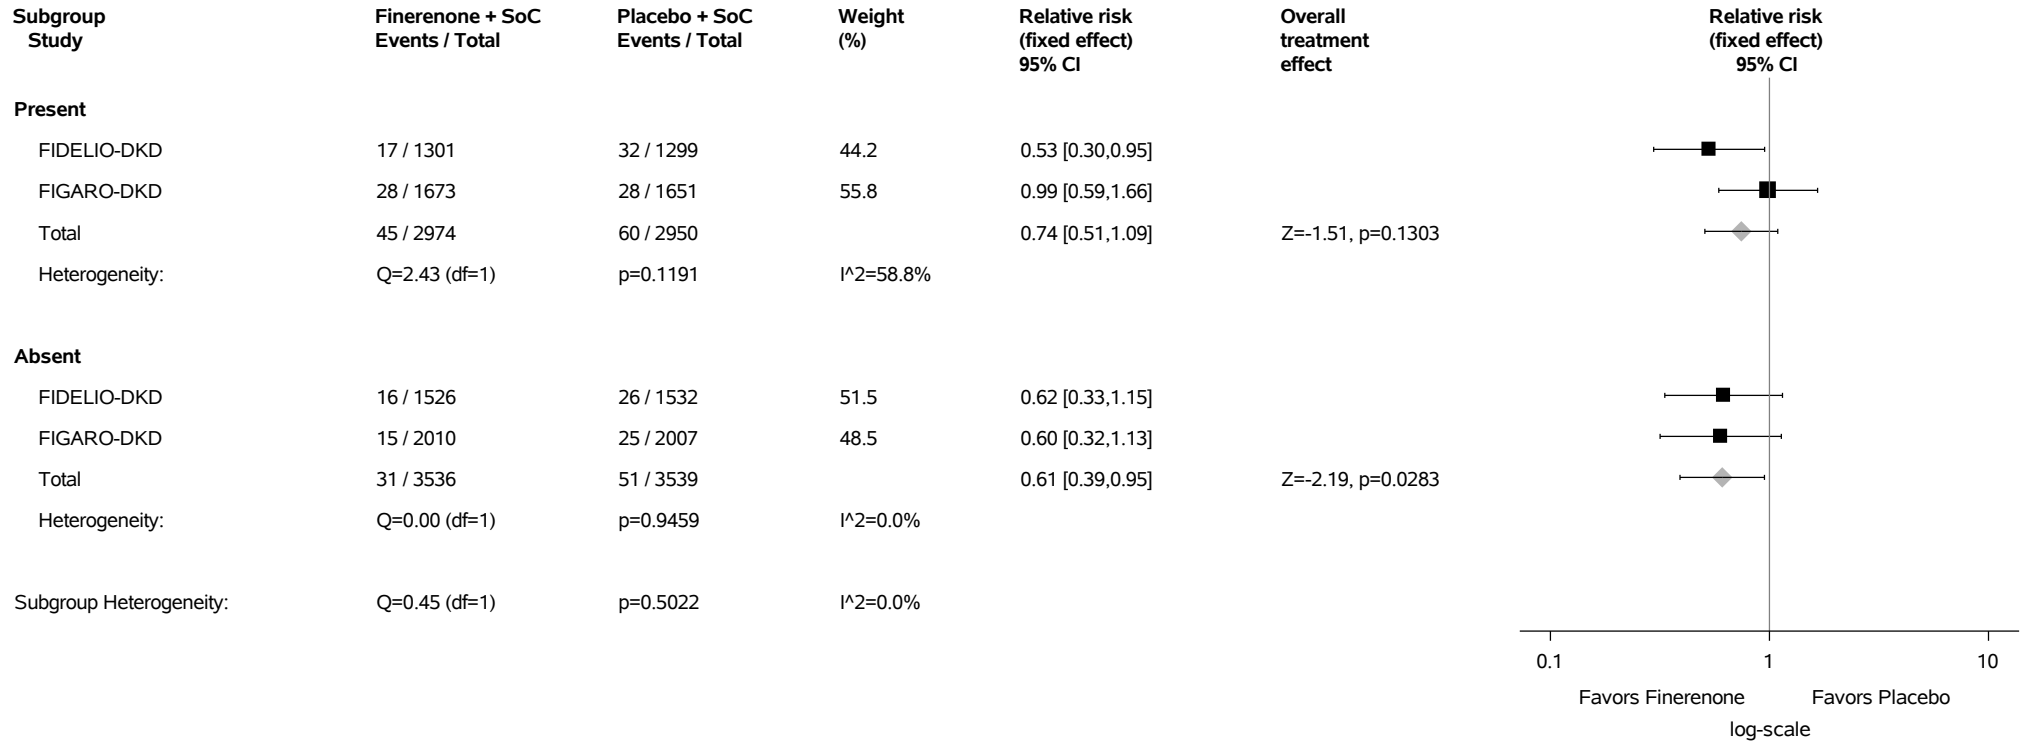 Subgroup Finerenone + SoC Placebo + SoC Weight Relative risk Overall Relative risk
Study Events / Total Events / Total (%) (fixed effect) treatment (fixed effect)
95% CI effect 95% CI
Present
FIDELIO-DKD 17 / 1301 32 / 1299 44.2 0.53 [0.30,0.95]
FIGARO-DKD 28 / 1673 28 / 1651 55.8 0.99 [0.59,1.66]
Total 45 / 2974 60 / 2950 0.74 [0.51,1.09] Z=-1.51, p=0.1303
Heterogeneity: Q=2.43 (df=1) p=0.1191 I^2=58.8%
Absent
FIDELIO-DKD 16 / 1526 26 / 1532 51.5 0.62 [0.33,1.15]
FIGARO-DKD 15 / 2010 25 / 2007 48.5 0.60 [0.32,1.13]
Total 31 / 3536 51 / 3539 0.61 [0.39,0.95] Z=-2.19, p=0.0283
Heterogeneity: Q=0.00 (df=1) p=0.9459 I^2=0.0%
Subgroup Heterogeneity: Q=0.45 (df=1) p=0.5022 I^2=0.0%
0.1 1 10
Favors Finerenone Favors Placebo
log-scale